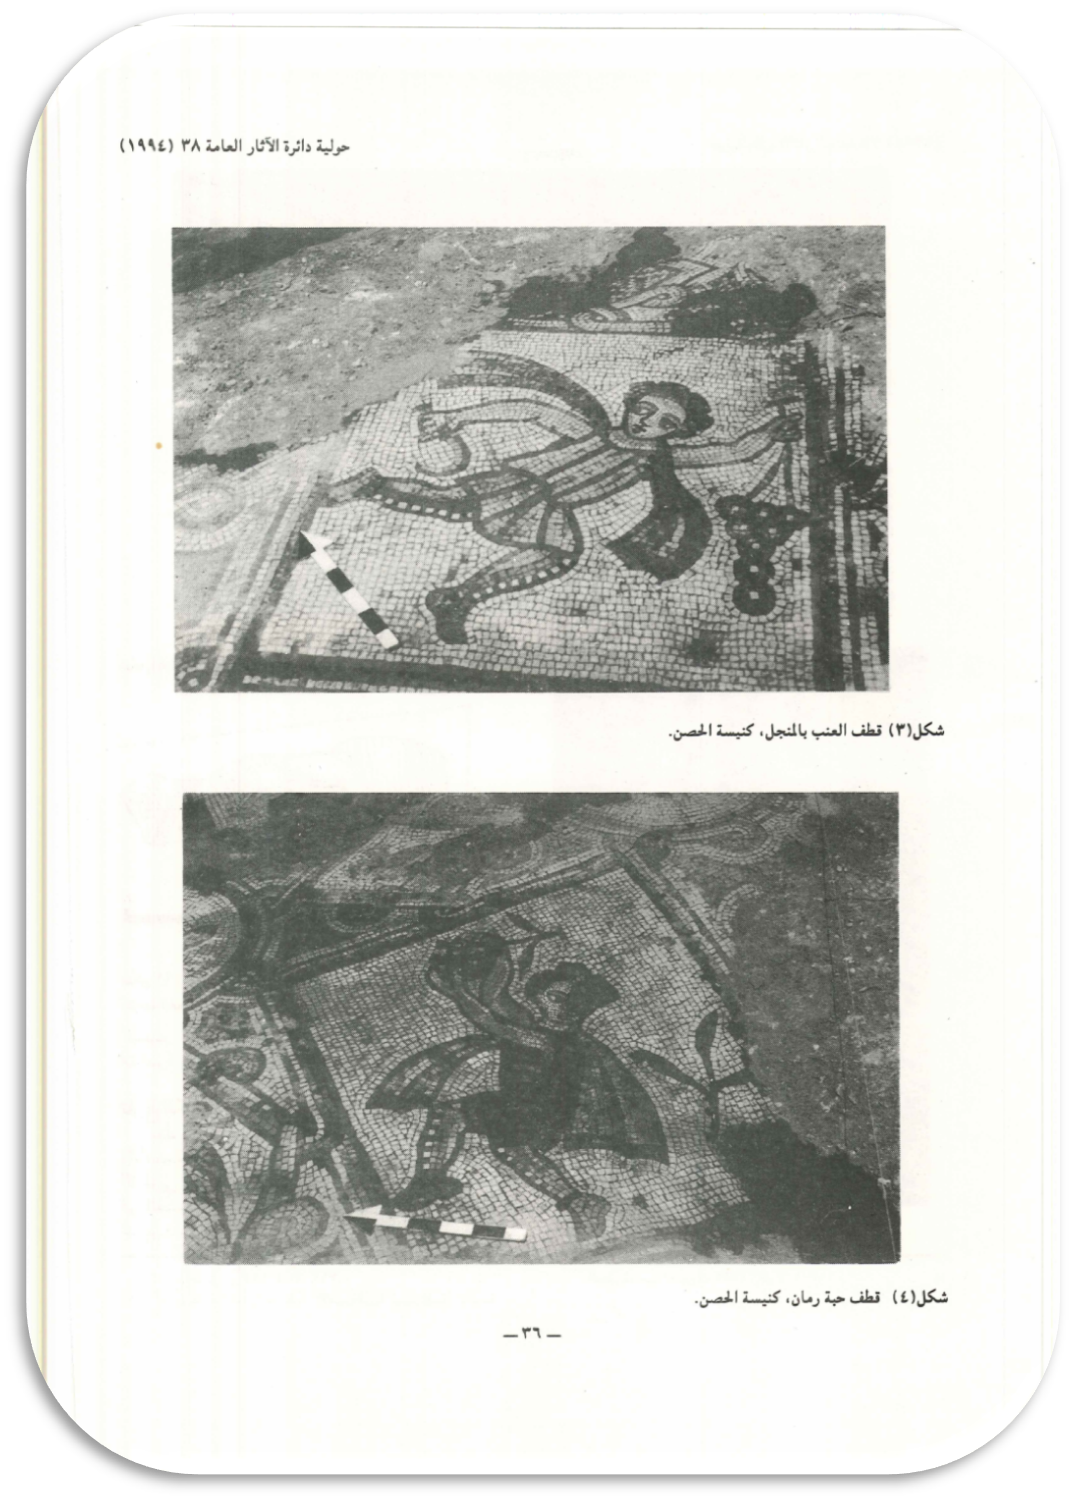 حولية دائرة الآثار العامة ٣٨ (١٩٩٤)
شكل(٣) قطف العنب بالمنجل، كنيسة الحصن.
شكل(٤) قطف حبة رمان، كنيسة الحصن.
— ٣٦ —